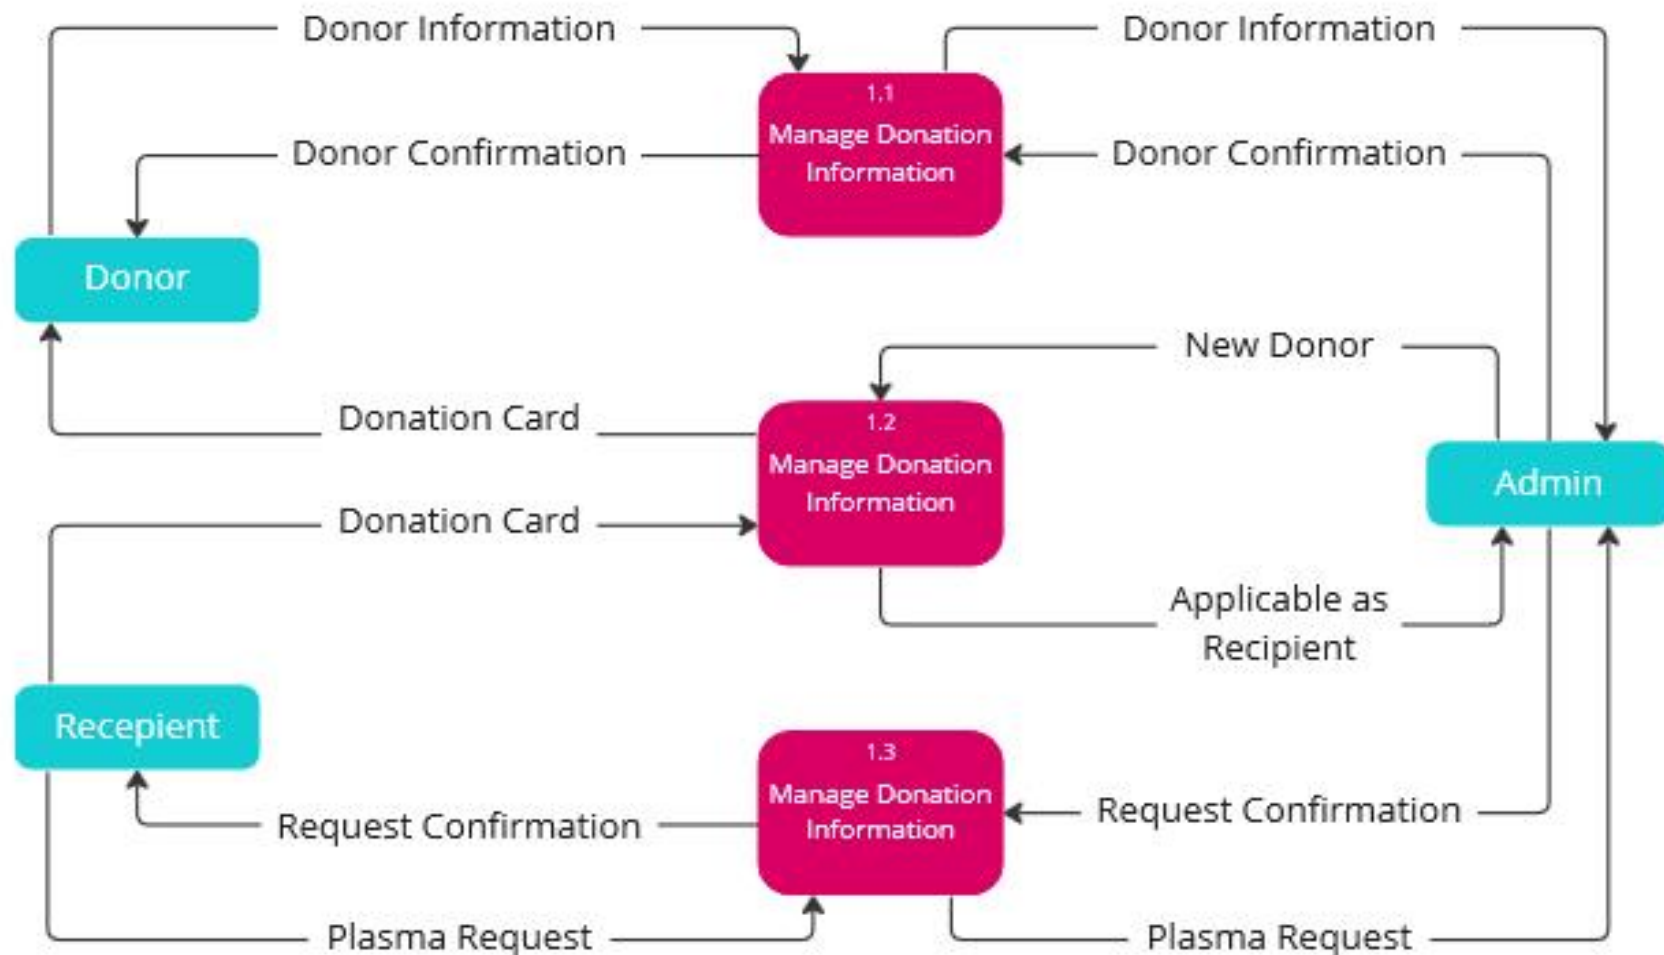 Donor Information
Donor Information
1.1
Manage Donation
Information
Donor Confirmation
Donor Confirmation
Donor
New Donor
Donation Card
1.2
Manage Donation
Information
Admin
Donation Card
Applicable as
Recipient
Recepient
1.3
Manage Donation
Information
Request Confirmation
Request Confirmation
Plasma Request
Plasma Request